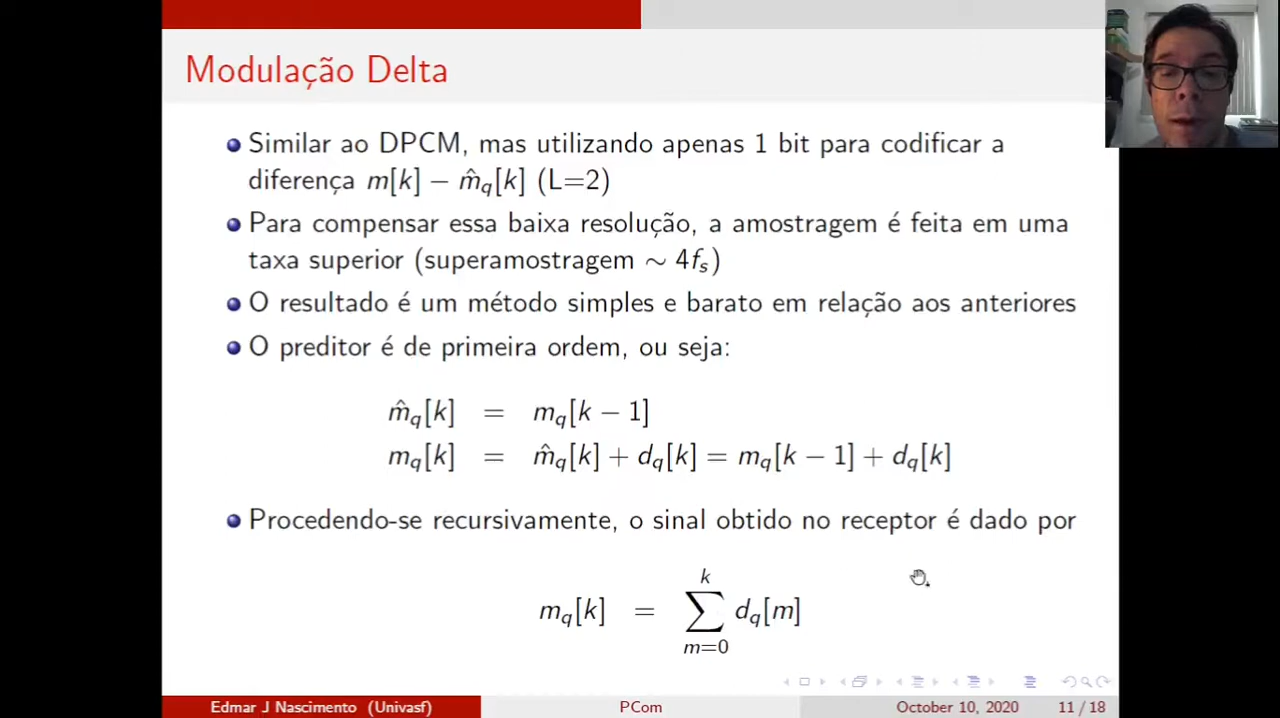 Modulação Delta
Similar ao DPCM, mas utilizando apenas 1 bit para codificar a
diferença m[k] − m̂q[k] (L=2)
Para compensar essa baixa resolução, a amostragem é feita em uma
taxa superior (superamostragem ∼ 4fs)
O resultado é um método simples e barato em relação aos anteriores
O preditor é de primeira ordem, ou seja:
m̂q[k] = mq[k − 1]
mq[k] = m̂q[k] + dq[k] = mq[k − 1] + dq[k]
Procedendo-se recursivamente, o sinal obtido no receptor é dado por
mq[k] = ∑_{m=0}^{k} dq[m]
Edmar J Nascimento (Univasf) PCom October 10, 2020 11 / 18